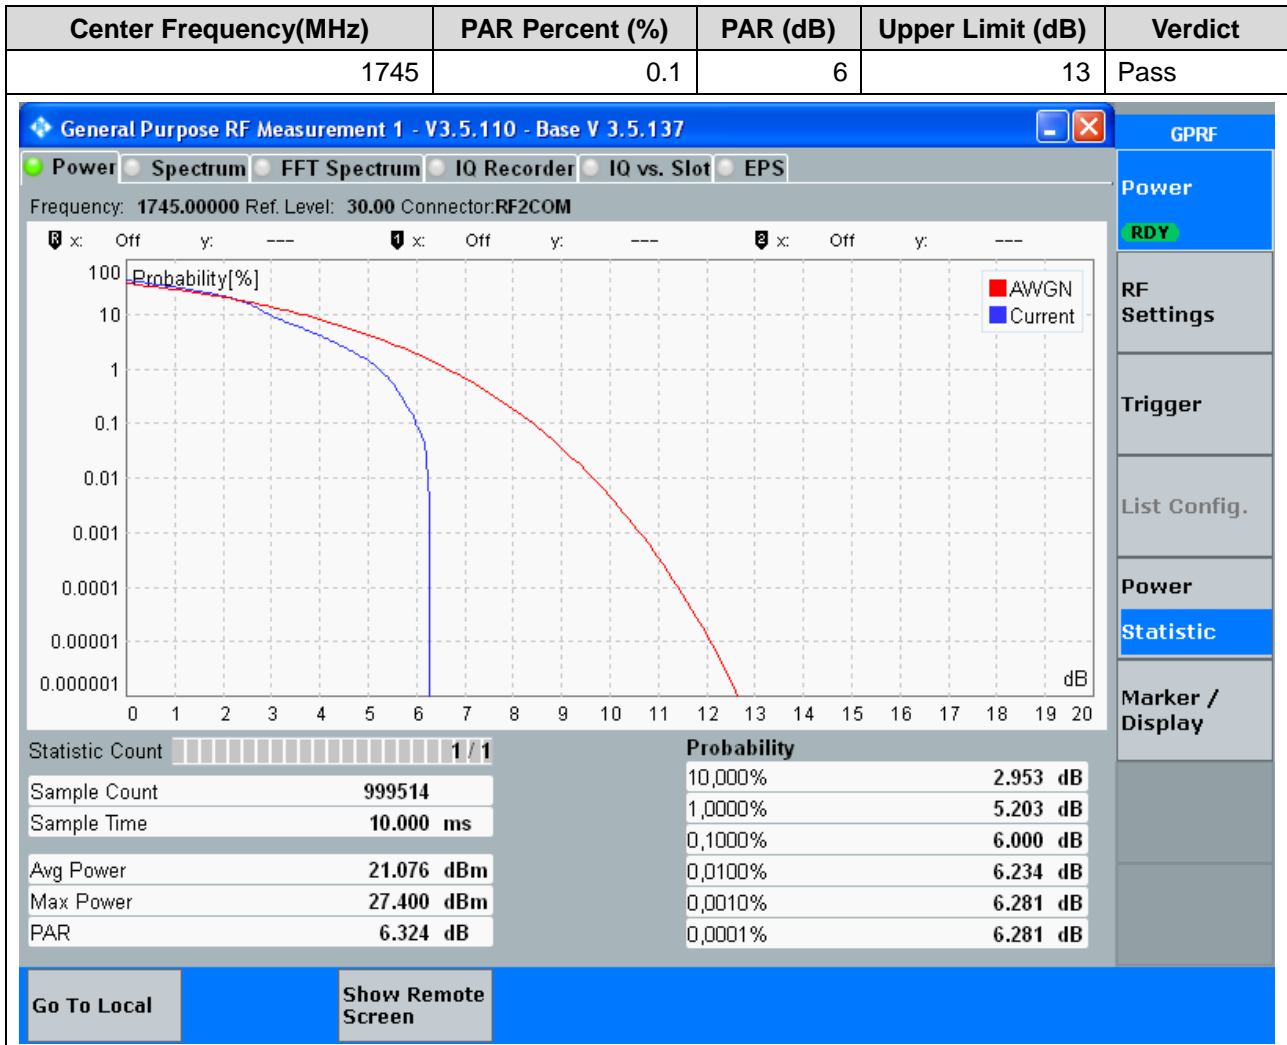 Center Frequency(MHz) PAR Percent (%) PAR (dB) Upper Limit (dB) Verdict
1745 0.1 6 13 Pass
General Purpose RF Measurement 1 - V3.5.110 - Base V 3.5.137
GPRF
Power Spectrum FFT Spectrum IQ Recorder IQ vs. Slot EPS
Frequency: 1745.00000 Ref. Level: 30.00 Connector:RF2COM
R x: Off y: --- 1 x: Off y: --- 2 x: Off y: ---
Probability[%]
AWGN
Current
100
10
1
0.1
0.01
0.001
0.0001
0.00001
0.000001
dB
0 1 2 3 4 5 6 7 8 9 10 11 12 13 14 15 16 17 18 19 20
Statistic Count 1 / 1
Sample Count 999514
Sample Time 10.000 ms
Avg Power 21.076 dBm
Max Power 27.400 dBm
PAR 6.324 dB
Probability
10,000% 2.953 dB
1,0000% 5.203 dB
0,1000% 6.000 dB
0,0100% 6.234 dB
0,0010% 6.281 dB
0,0001% 6.281 dB
Power
RDY
RF
Settings
Trigger
List Config.
Power
Statistic
Marker /
Display
Go To Local
Show Remote
Screen